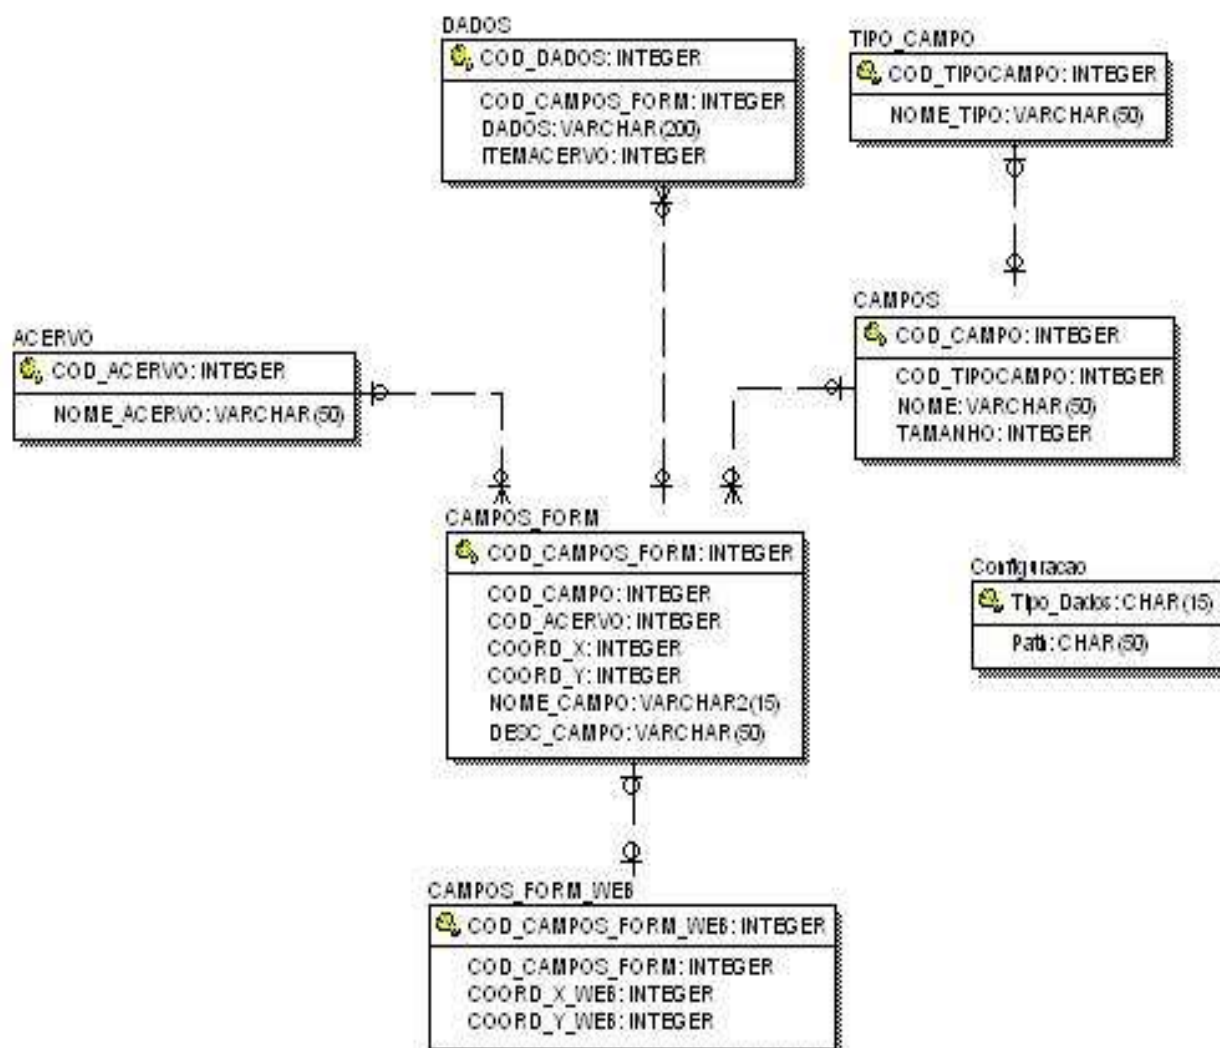 DADOS
COD_DADOS: INTEGER
COD_CAMPOS_FORM: INTEGER
DADOS: VARCHAR(200)
ITEMACERVO: INTEGER
TIPO_CAMPO
COD_TIPOCAMPO: INTEGER
NOME_TIPO: VARCHAR(50)
ACERVO
COD_ACERVO: INTEGER
NOME_ACERVO: VARCHAR(50)
CAMPOS
COD_CAMPO: INTEGER
COD_TIPOCAMPO: INTEGER
NOME: VARCHAR(50)
TAMANHO: INTEGER
CAMPOS_FORM
COD_CAMPOS_FORM: INTEGER
COD_CAMPO: INTEGER
COD_ACERVO: INTEGER
COORD_X: INTEGER
COORD_Y: INTEGER
NOME_CAMPO: VARCHAR2(15)
DESC_CAMPO: VARCHAR(50)
Configuracao
Tipo_Dados: CHAR(15)
Path: CHAR(50)
CAMPOS_FORM_WEB
COD_CAMPOS_FORM_WEB: INTEGER
COD_CAMPOS_FORM: INTEGER
COORD_X_WEB: INTEGER
COORD_Y_WEB: INTEGER